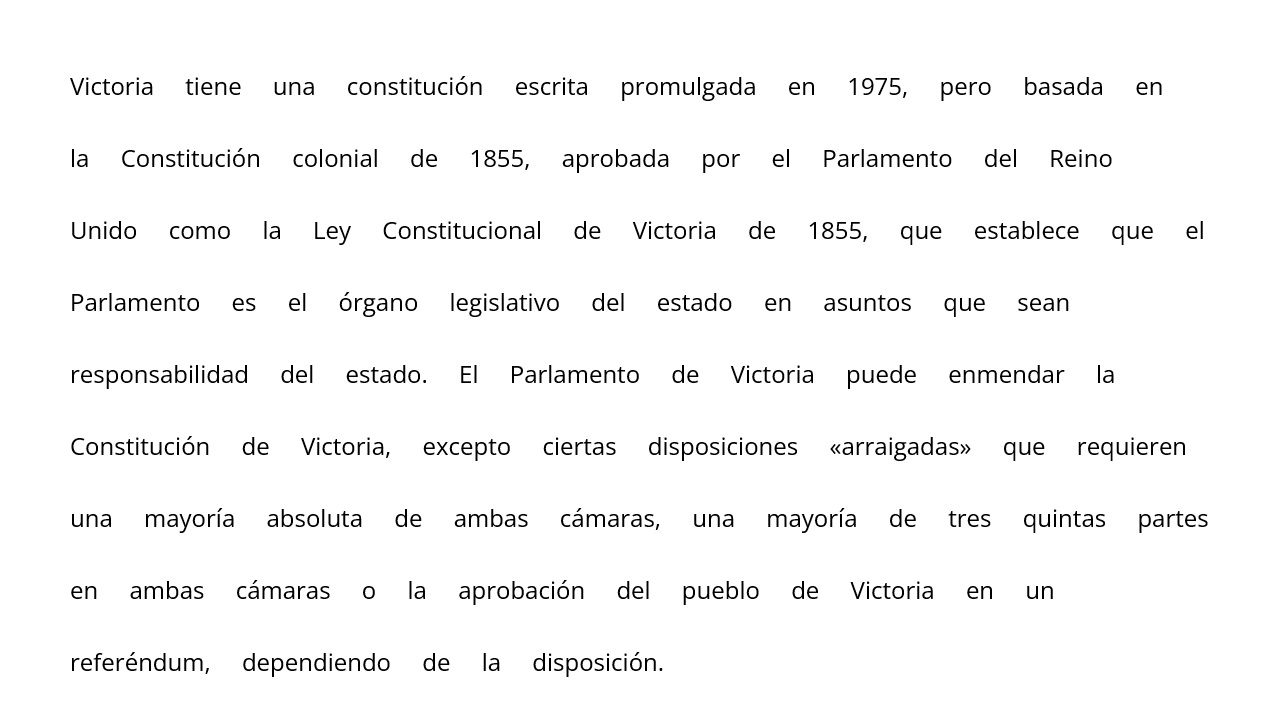 Victoria tiene una constitución escrita promulgada en 1975, pero basada en
la Constitución colonial de 1855, aprobada por el Parlamento del Reino
Unido como la Ley Constitucional de Victoria de 1855, que establece que el
Parlamento es el órgano legislativo del estado en asuntos que sean
responsabilidad del estado. El Parlamento de Victoria puede enmendar la
Constitución de Victoria, excepto ciertas disposiciones «arraigadas» que requieren
una mayoría absoluta de ambas cámaras, una mayoría de tres quintas partes
en ambas cámaras o la aprobación del pueblo de Victoria en un
referéndum, dependiendo de la disposición.